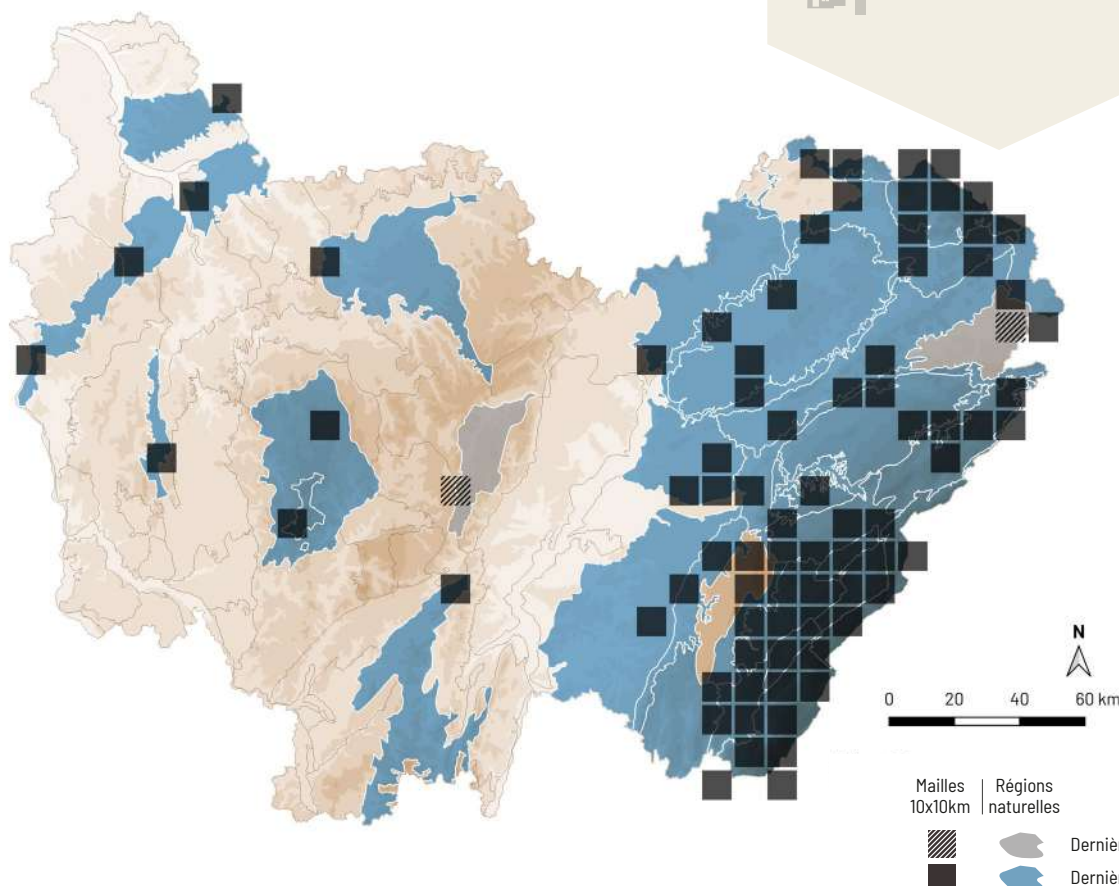 N
0 20 40 60 km
Mailles | Régions
10x10km | naturelles
Derniè
Derniè